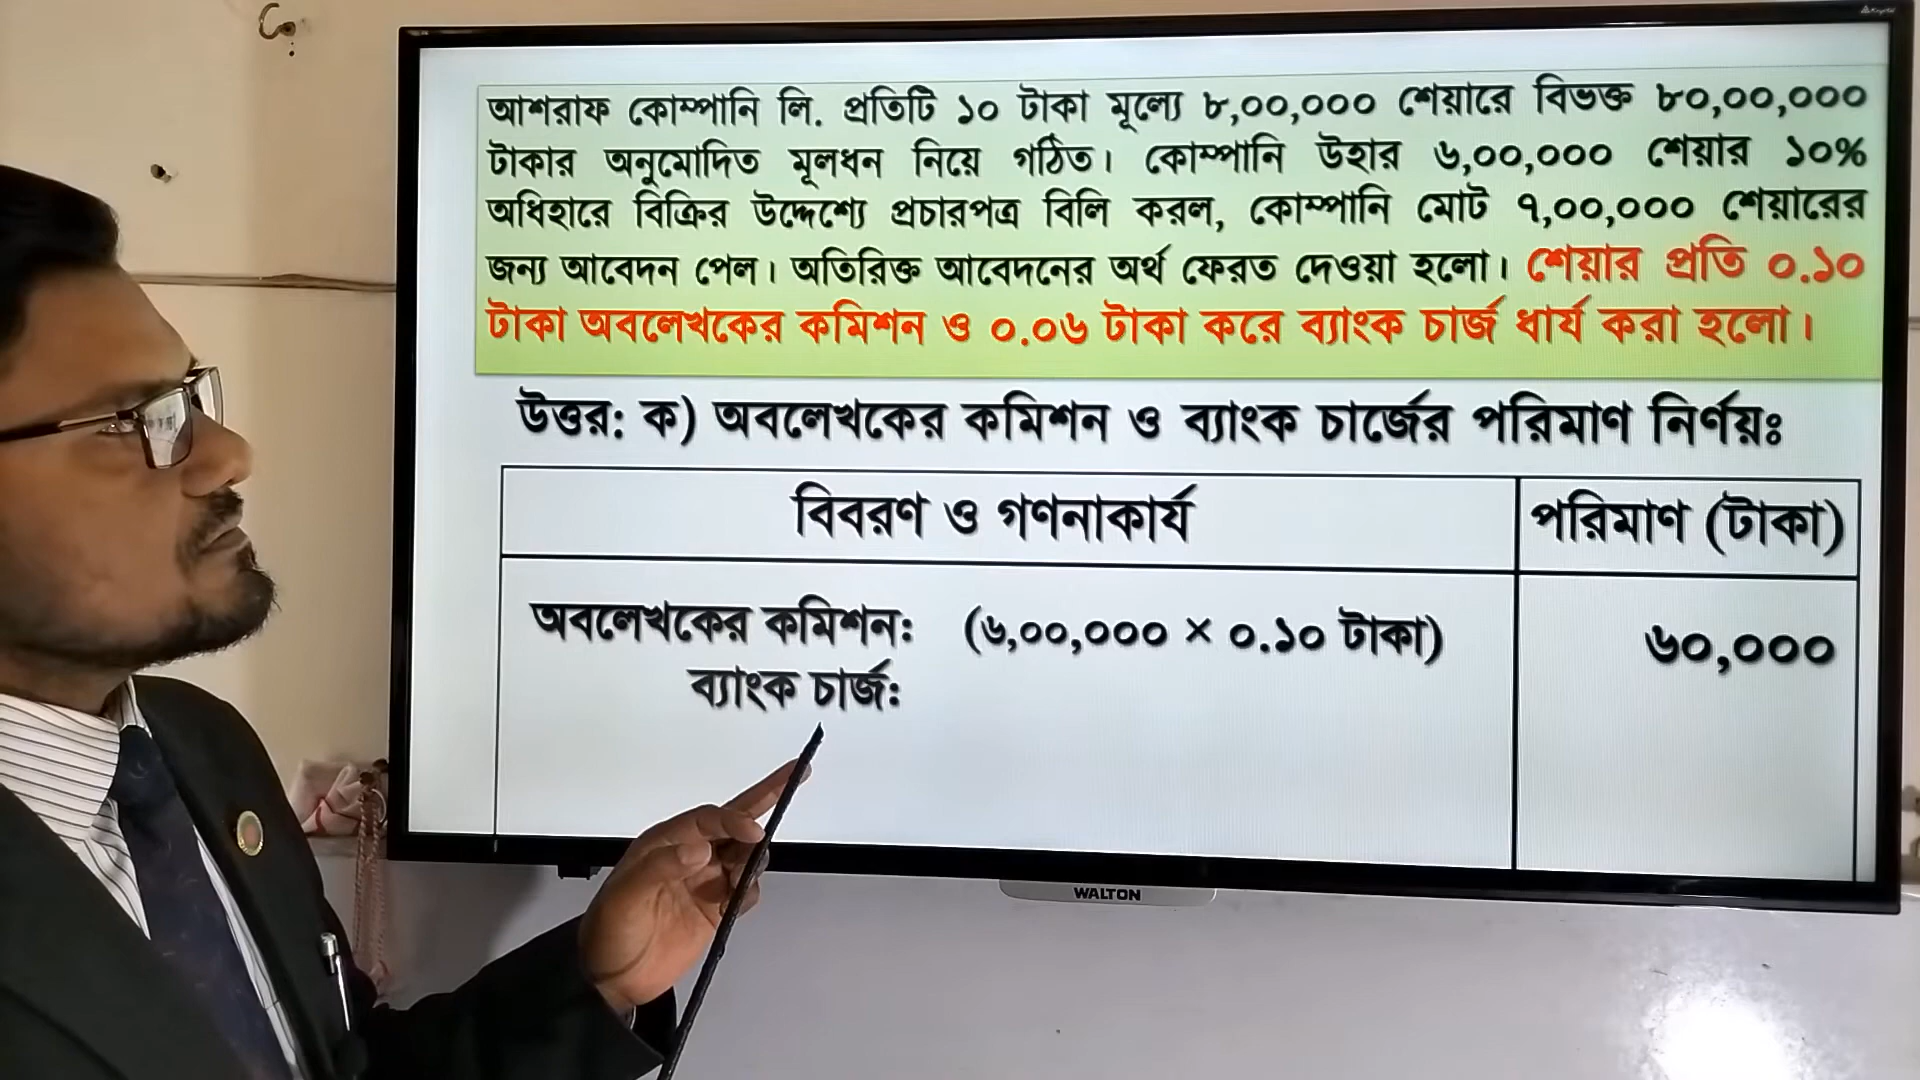 আশরাফ কোম্পানি লি. প্রতিটি ১০ টাকা মূল্যে ৮,০০,০০০ শেয়ারে বিভক্ত ৮০,০০,০০০
টাকার অনুমোদিত মূলধন নিয়ে গঠিত। কোম্পানি উহার ৬,০০,০০০ শেয়ার ১০%
অধিহারে বিক্রির উদ্দেশ্যে প্রচারপত্র বিলি করল, কোম্পানি মোট ৭,০০,০০০ শেয়ারের
জন্য আবেদন পেল। অতিরিক্ত আবেদনের অর্থ ফেরত দেওয়া হলো। শেয়ার প্রতি ০.১০
টাকা অবলেখকের কমিশন ও ০.০৬ টাকা করে ব্যাংক চার্জ ধার্য করা হলো।
উত্তর: ক) অবলেখকের কমিশন ও ব্যাংক চার্জের পরিমাণ নির্ণয়ঃ
বিবরণ ও গণনাকার্য পরিমাণ (টাকা)
অবলেখকের কমিশন: (৬,০০,০০০ × ০.১০ টাকা) ৬০,০০০
ব্যাংক চার্জ:
WALTON